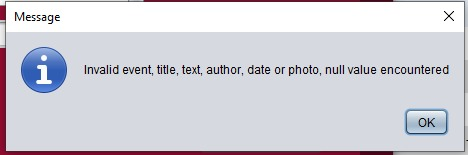 Message
Invalid event, title, text, author, date or photo, null value encountered
OK